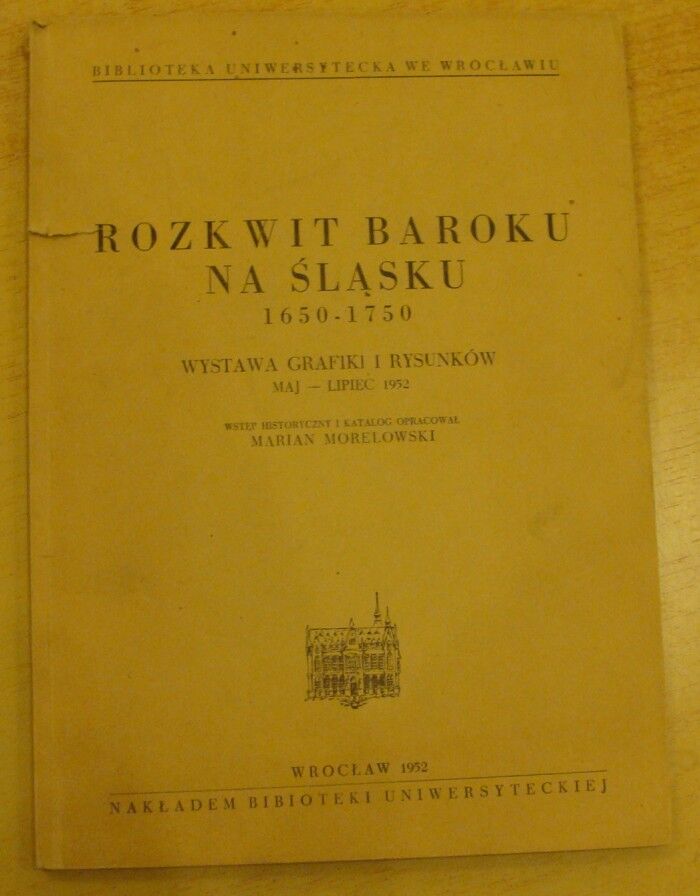 BIBLIOTEKA UNIWERSYTECKA WE WROCŁAWIU
ROZKWIT BAROKU
NA ŚLĄSKU
1650-1750
WYSTAWA GRAFIKI I RYSUNKÓW
MAJ — LIPIEC 1952
WSTĘP HISTORYCZNY I KATALOG OPRACOWAŁ
MARIAN MORELOWSKI
WROCŁAW 1952
NAKŁADEM BIBIOTEKI UNIWERSYTECKIEJ